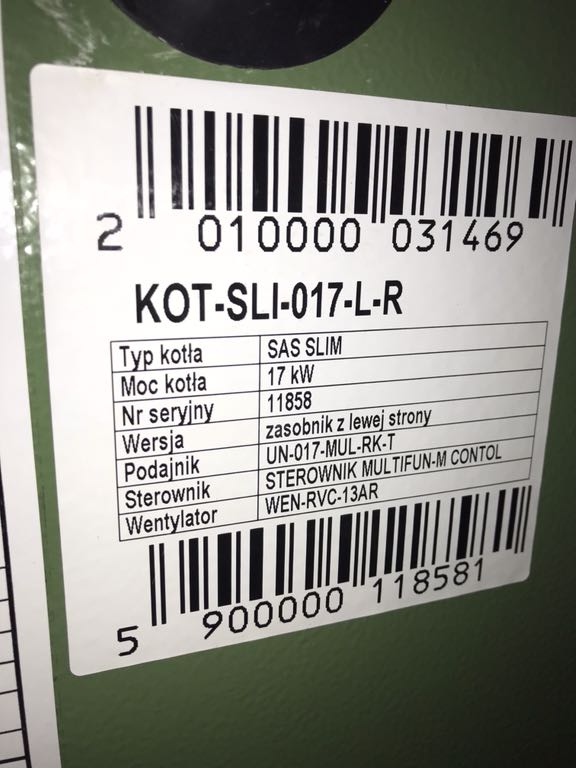 2 010000 031469
KOT-SLI-017-L-R
Typ kotła SAS SLIM
Moc kotła 17 kW
Nr seryjny 11858
Wersja zasobnik z lewej strony
Podajnik UN-017-MUL-RK-T
Sterownik STEROWNIK MULTIFUN-M CONTOL
Wentylator WEN-RVC-13AR
5 900000 118581